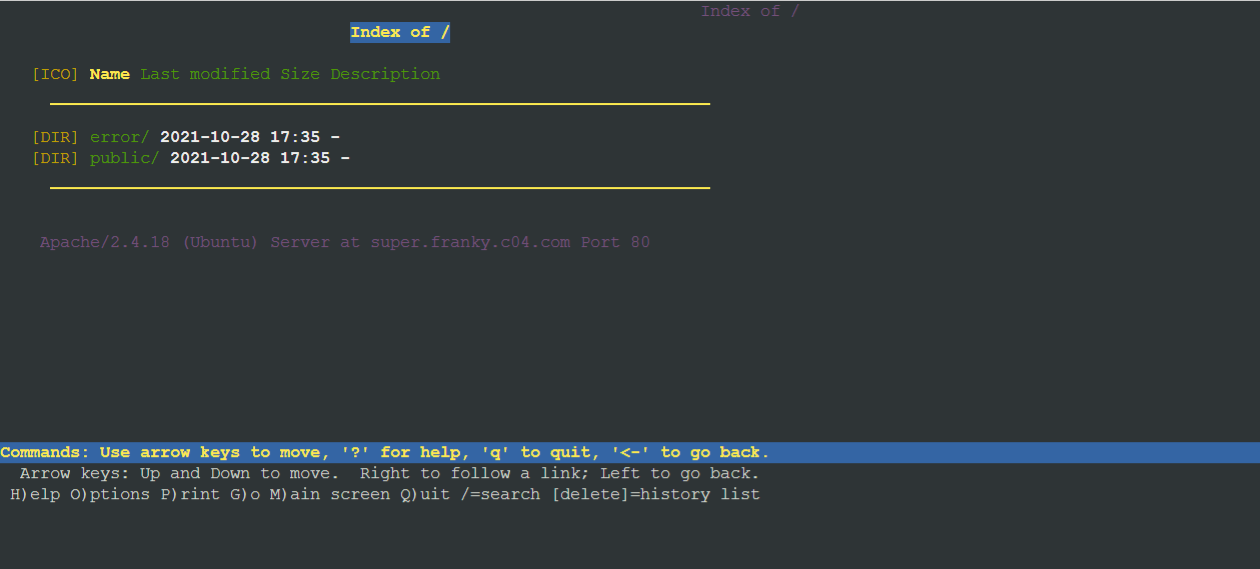 Index of /
Index of /
[ICO] Name Last modified Size Description
[DIR] error/ 2021-10-28 17:35 -
[DIR] public/ 2021-10-28 17:35 -
Apache/2.4.18 (Ubuntu) Server at super.franky.c04.com Port 80
Commands: Use arrow keys to move, '?' for help, 'q' to quit, '<-' to go back.
Arrow keys: Up and Down to move.  Right to follow a link; Left to go back.
H)elp O)ptions P)rint G)o M)ain screen Q)uit /=search [delete]=history list